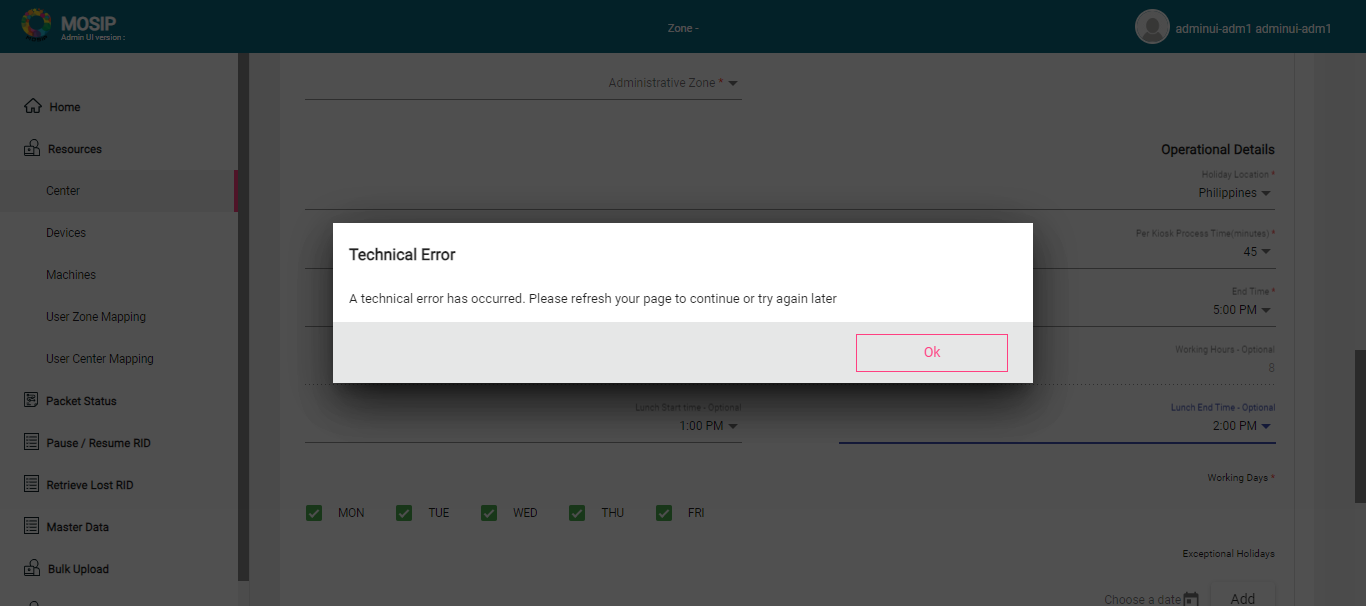 MOSIP
Admin UI version :
Zone -
adminui-adm1 adminui-adm1
Home
Resources
Center
Devices
Machines
User Zone Mapping
User Center Mapping
Packet Status
Pause / Resume RID
Retrieve Lost RID
Master Data
Bulk Upload
Administrative Zone *
Operational Details
Holiday Location *
Philippines
Per Kiosk Process Time(minutes) *
45
End Time *
5:00 PM
Working Hours - Optional
8
Technical Error
A technical error has occurred. Please refresh your page to continue or try again later
Ok
Lunch Start time - Optional
1:00 PM
Lunch End Time - Optional
2:00 PM
Working Days *
MON TUE WED THU FRI
Exceptional Holidays
Choose a date
Add